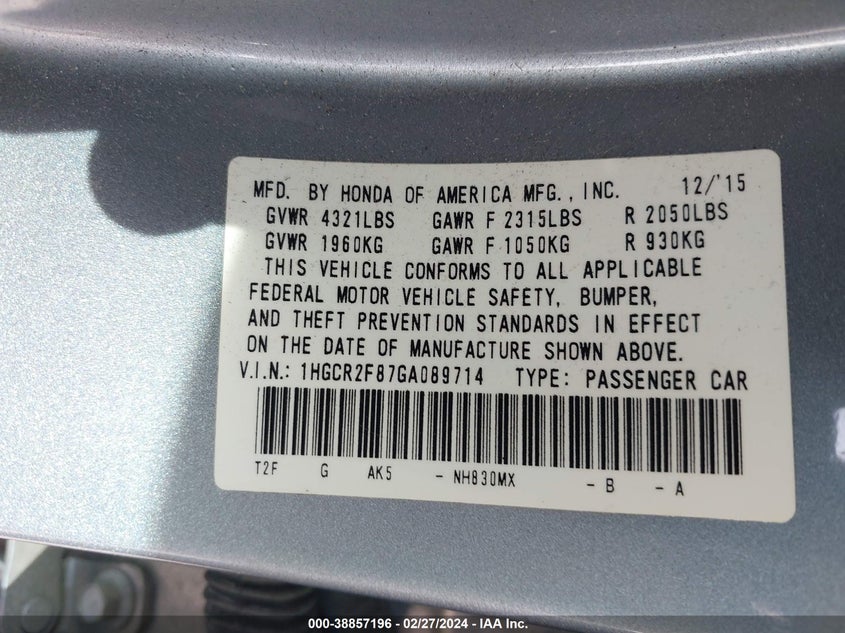 MFD. BY HONDA OF AMERICA MFG., INC. 12/'15
GVWR 4321LBS GAWR F 2315LBS R 2050LBS
GVWR 1960KG GAWR F 1050KG R 930KG
THIS VEHICLE CONFORMS TO ALL APPLICABLE
FEDERAL MOTOR VEHICLE SAFETY, BUMPER,
AND THEFT PREVENTION STANDARDS IN EFFECT
ON THE DATE OF MANUFACTURE SHOWN ABOVE.
V.I.N.: 1HGCR2F87GA089714 TYPE: PASSENGER CAR
T2F G AK5 - NH830MX - B - A
000-38857196 / 02/27/2024 / IAA Inc.